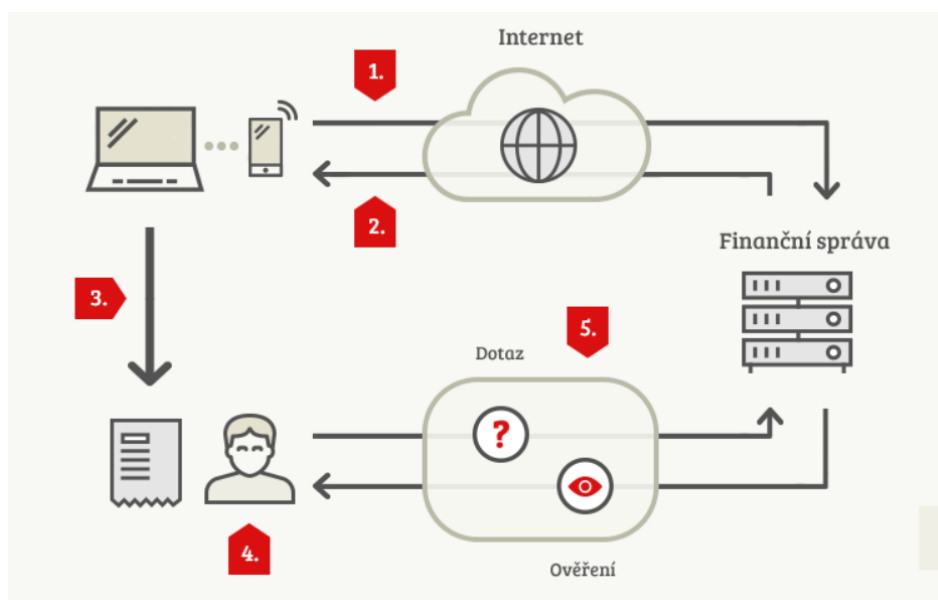 Internet
1.
2.
Finanční správa
3.
5.
Dotaz
?
4.
Ověření